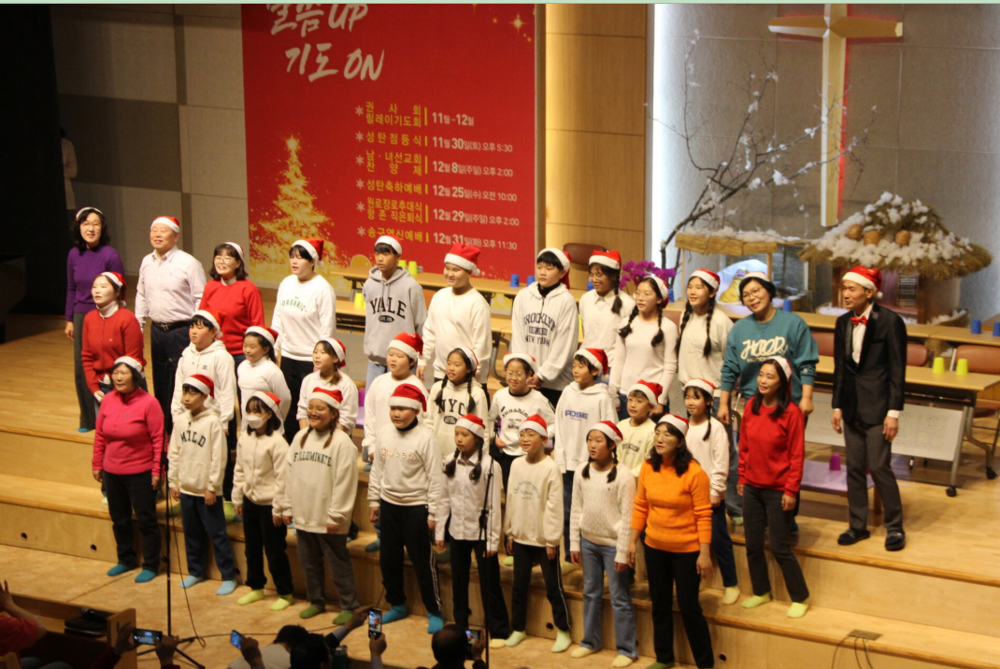 말씀 UP
기도 ON
권 사 회
릴레이기도회 11월-12월
성탄점등식 11월 30일(토) 오후 5:30
남·녀선교회
찬 양 제 12월 8일(주일) 오후 2:00
성탄축하예배 12월 25일(수) 오전 10:00
원로장로추대식
항존직은퇴식 12월 29일(주일) 오후 2:00
송구영신예배 12월 31일(화) 오후 11:30
ORGANIC
YALE
BROOKLYN
NEW YORK
HOOD
WYLD
NYC
F'ILLUMINATE